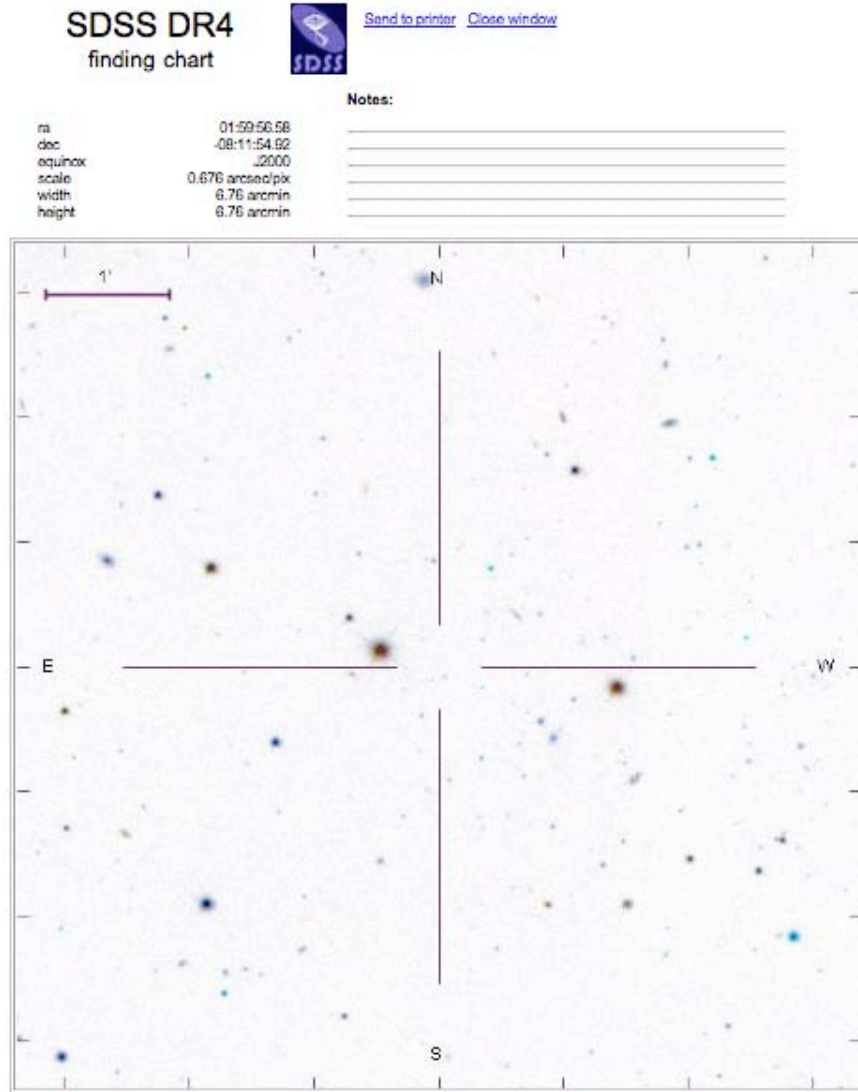 SDSS DR4
finding chart
SDSS
Send to printer Close window
Notes:
ra 01:59:56.58
dec -08:11:54.92
equinox J2000
scale 0.676 arcsec/pix
width 6.76 arcmin
height 6.76 arcmin
1'
N
E
W
S